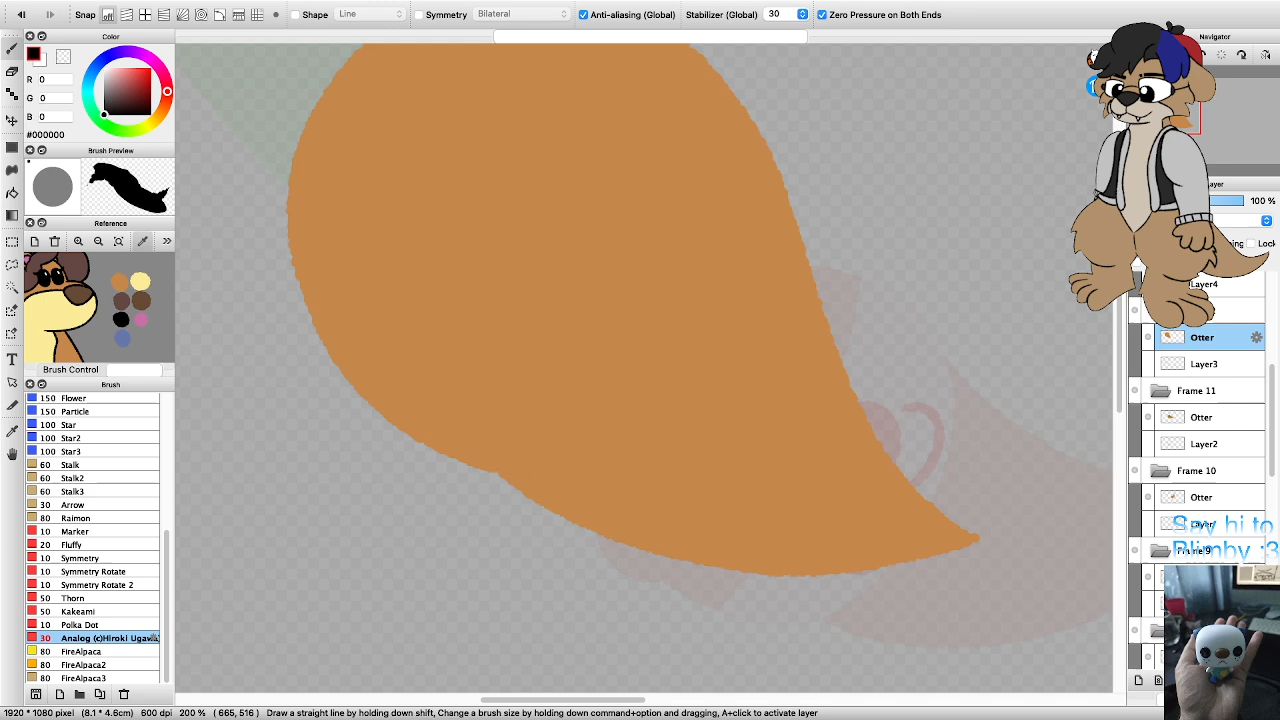 Snap
Shape
Line
Symmetry
Bilateral
Anti-aliasing (Global)
Stabilizer (Global)
30
Zero Pressure on Both Ends
Color
Navigator
R 0
G 0
B 0
#000000
Brush Preview
Reference
Brush Control
Brush
150 Flower
150 Particle
100 Star
100 Star2
100 Star3
60 Stalk
60 Stalk2
60 Stalk3
30 Arrow
80 Raimon
10 Marker
20 Fluffy
10 Symmetry
10 Symmetry Rotate
10 Symmetry Rotate 2
50 Thorn
50 Kakeami
10 Polka Dot
30 Analog (c)Hiroki Ugawa
80 FireAlpaca
80 FireAlpaca2
80 FireAlpaca3
100 %
Lock
Layer4
Otter
Layer3
Frame 11
Otter
Layer2
Frame 10
Otter
Say hi to
Blimby :3
1920 * 1080 pixel (8.1 * 4.6cm) 600 dpi 200 % ( 665, 516 ) Draw a straight line by holding down shift, Change a brush size by holding down command+option and dragging, A+click to activate layer